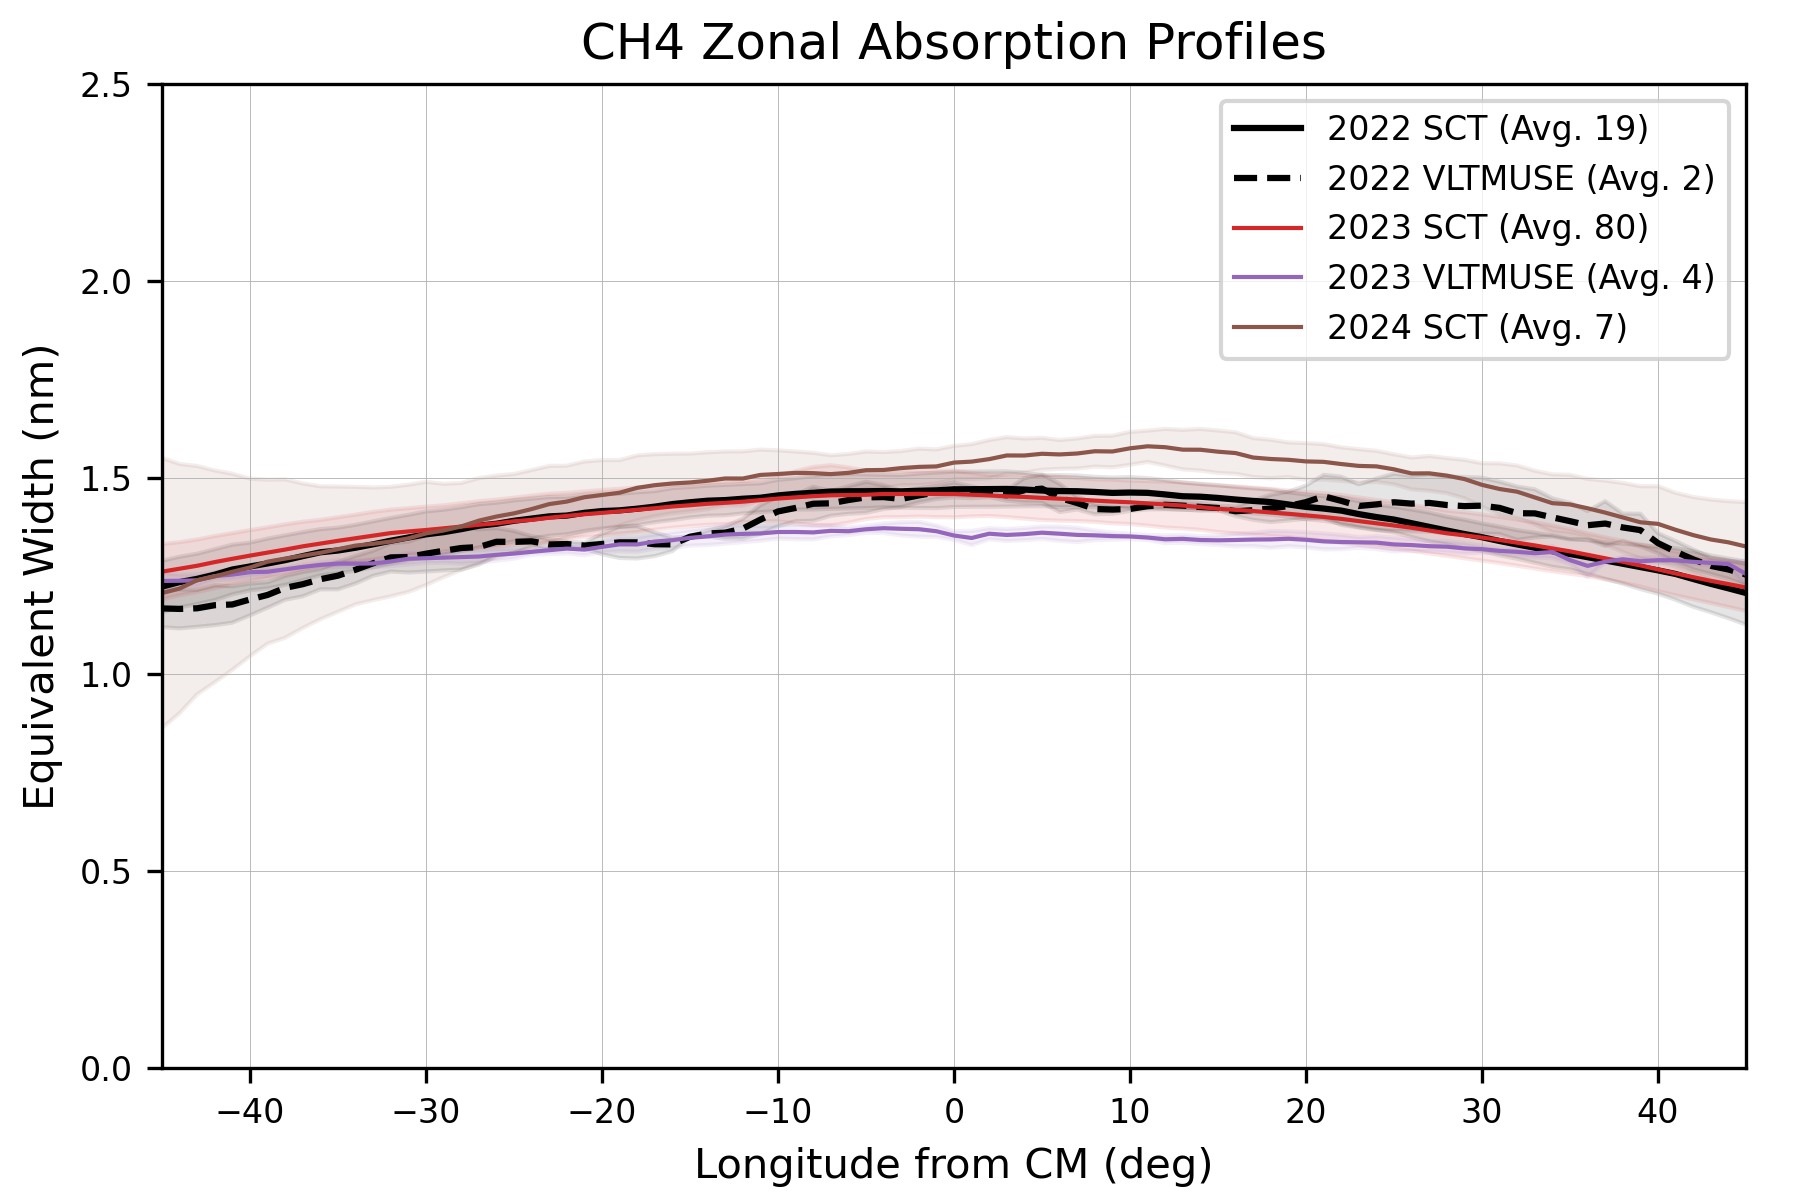 CH4 Zonal Absorption Profiles
2.5
2.0
1.5
1.0
0.5
0.0
Equivalent Width (nm)
2022 SCT (Avg. 19)
2022 VLTMUSE (Avg. 2)
2023 SCT (Avg. 80)
2023 VLTMUSE (Avg. 4)
2024 SCT (Avg. 7)
−40 −30 −20 −10 0 10 20 30 40
Longitude from CM (deg)